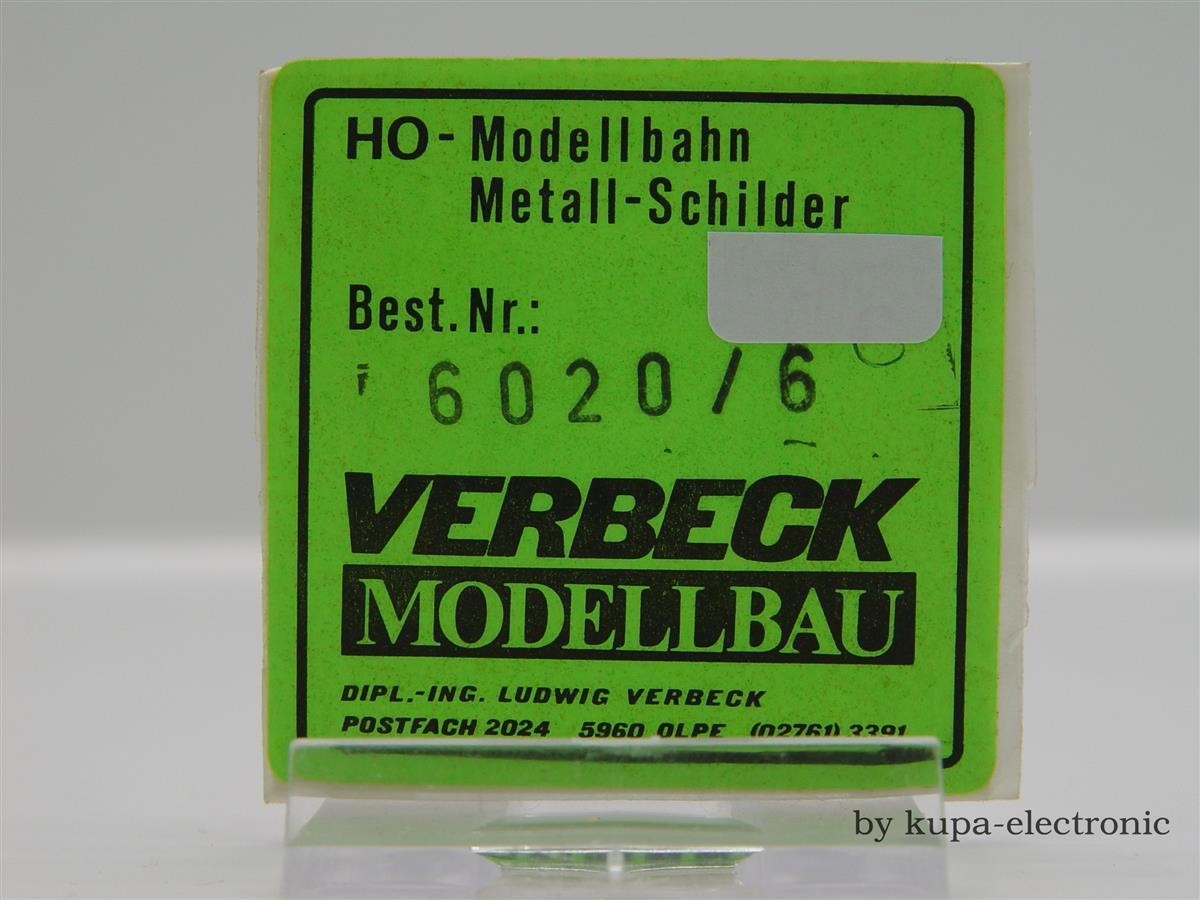 HO-Modellbahn
Metall-Schilder
Best.Nr.:
6020/6
VERBECK
MODELLBAU
DIPL.-ING. LUDWIG VERBECK
POSTFACH 2024 5960 OLPE (02761) 3391
by kupa-electronic